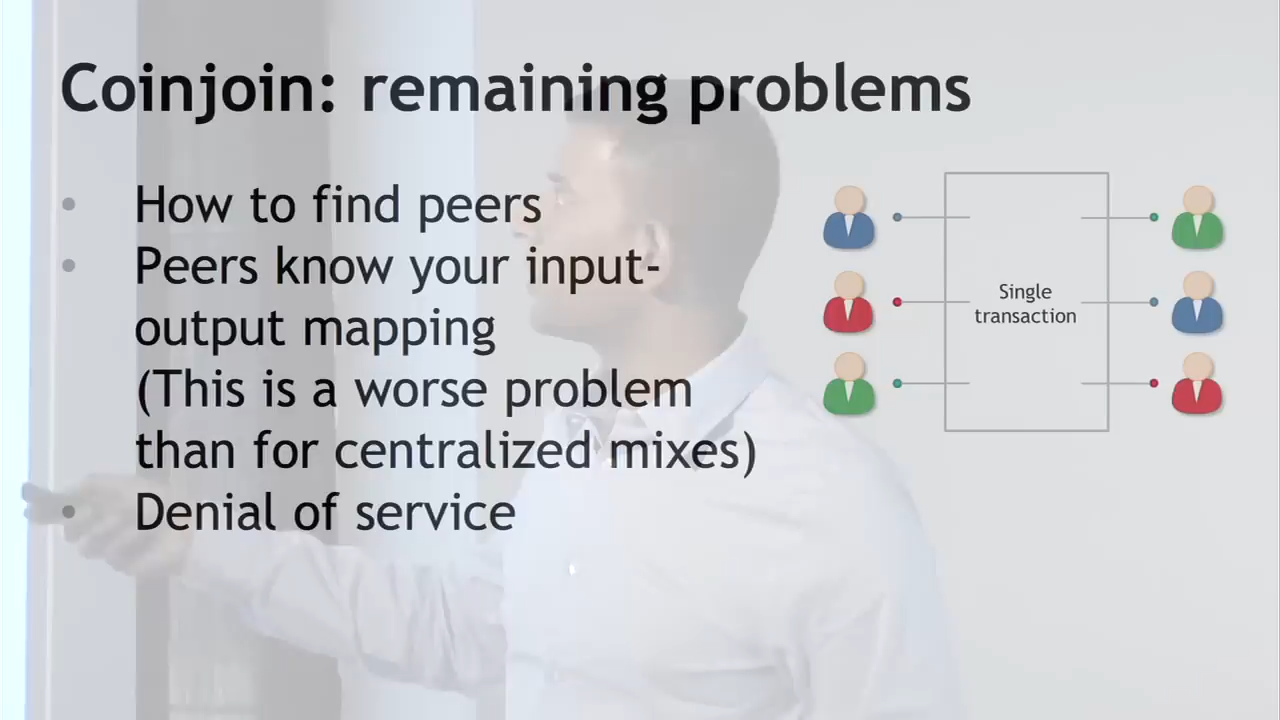 Coinjoin: remaining problems
• How to find peers
• Peers know your input-
output mapping
(This is a worse problem
than for centralized mixes)
• Denial of service
Single
transaction